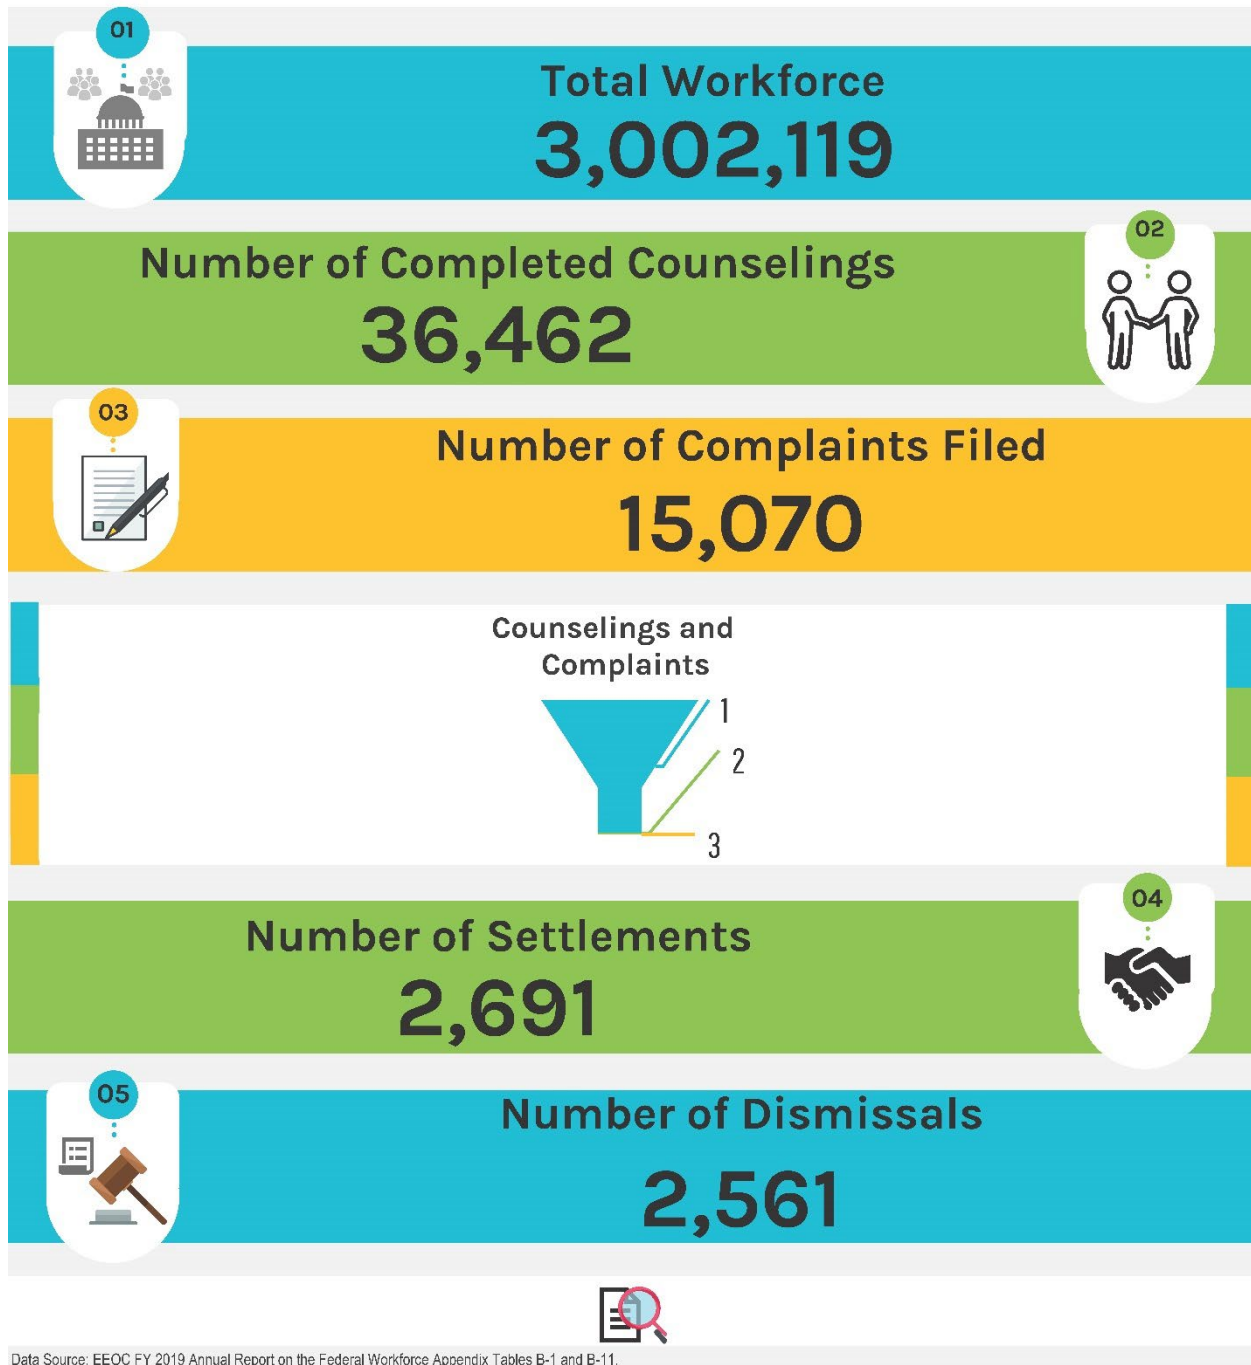 01
Total Workforce
3,002,119
02
Number of Completed Counselings
36,462
03
Number of Complaints Filed
15,070
Counselings and
Complaints
1
2
3
04
Number of Settlements
2,691
05
Number of Dismissals
2,561
Data Source: EEOC FY 2019 Annual Report on the Federal Workforce Appendix Tables B-1 and B-11.